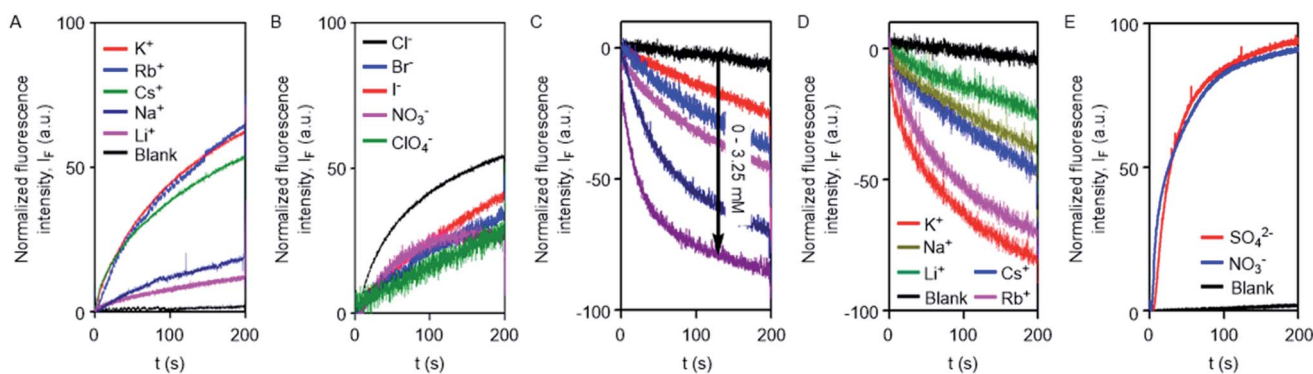 A
Normalized fluorescence
intensity, I_F (a.u.)
100
50
0
K⁺
Rb⁺
Cs⁺
Na⁺
Li⁺
Blank
0
100
200
t (s)
B
Normalized fluorescence
intensity, I_F (a.u.)
100
50
0
Cl⁻
Br⁻
I⁻
NO₃⁻
ClO₄⁻
0
100
200
t (s)
C
Normalized fluorescence
intensity, I_F (a.u.)
0
-50
-100
0 - 3.25 mM
0
100
200
t (s)
D
Normalized fluorescence
intensity, I_F (a.u.)
0
-50
-100
K⁺
Na⁺
Li⁺
Cs⁺
Blank
Rb⁺
0
100
200
t (s)
E
Normalized fluorescence
intensity, I_F (a.u.)
100
50
0
SO₄²⁻
NO₃⁻
Blank
0
100
200
t (s)